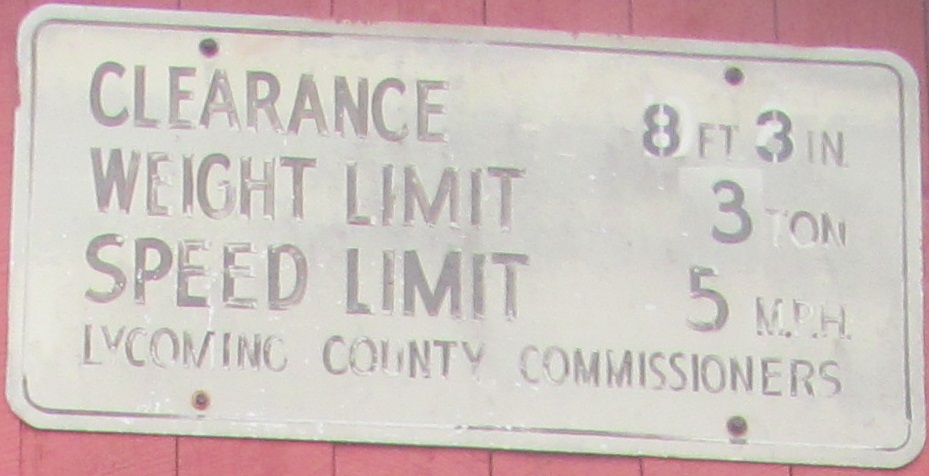 CLEARANCE 8 FT 3 IN.
WEIGHT LIMIT 3 TON
SPEED LIMIT 5 M.P.H.
LYCOMING COUNTY COMMISSIONERS